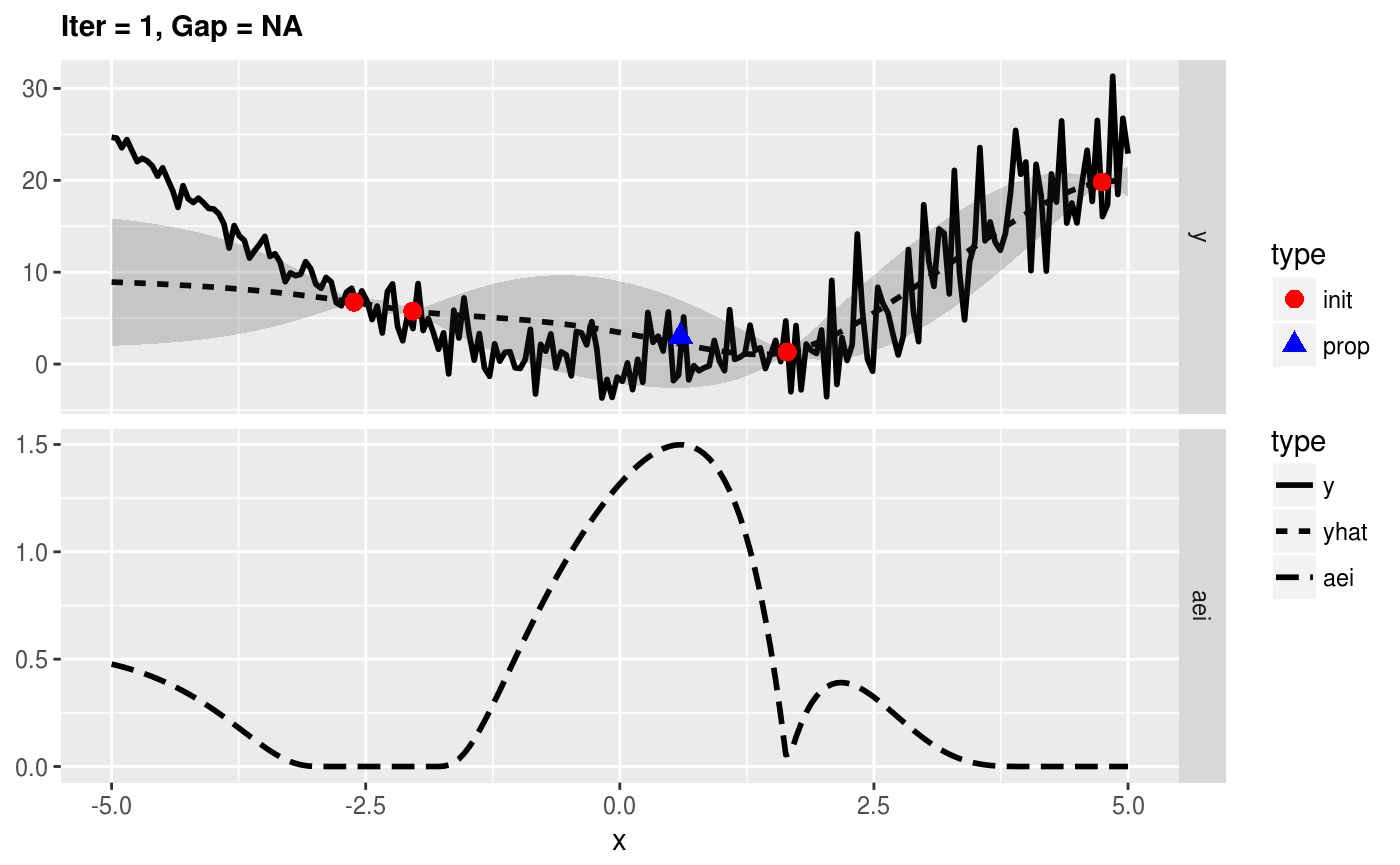 Iter = 1, Gap = NA
30
20
10
0
y
1.5
1.0
0.5
0.0
aei
-5.0 -2.5 0.0 2.5 5.0
x
type
init
prop
type
y
yhat
aei